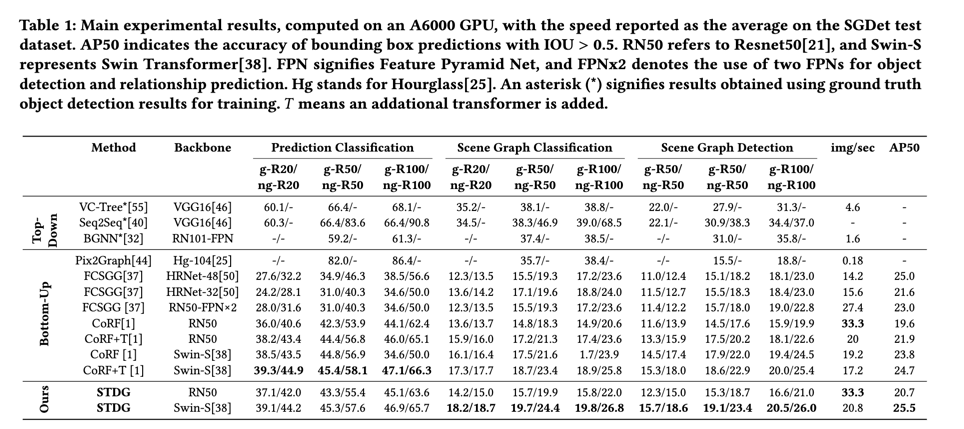 Table 1: Main experimental results, computed on an A6000 GPU, with the speed reported as the average on the SGDet test
dataset. AP50 indicates the accuracy of bounding box predictions with IOU > 0.5. RN50 refers to Resnet50[21], and Swin-S
represents Swin Transformer[38]. FPN signifies Feature Pyramid Net, and FPNx2 denotes the use of two FPNs for object
detection and relationship prediction. Hg stands for Hourglass[25]. An asterisk (*) signifies results obtained using ground truth
object detection results for training. T means an addational transformer is added.
Method Backbone Prediction Classification Scene Graph Classification Scene Graph Detection img/sec AP50
g-R20/ g-R50/ g-R100/ g-R20/ g-R50/ g-R100/ g-R50/ g-R50/ g-R100/
ng-R20 ng-R50 ng-R100 ng-R20 ng-R50 ng-R100 ng-R20 ng-R50 ng-R100
Top-Down
VC-Tree*[55] VGG16[46] 60.1/- 66.4/- 68.1/- 35.2/- 38.1/- 38.8/- 22.0/- 27.9/- 31.3/- 4.6 -
Seq2Seq*[40] VGG16[46] 60.3/- 66.4/83.6 66.4/90.8 34.5/- 38.3/46.9 39.0/68.5 22.1/- 30.9/38.3 34.4/37.0 - -
BGNN*[32] RN101-FPN -/- 59.2/- 61.3/- -/- 37.4/- 38.5/- -/- 31.0/- 35.8/- 1.6 -
Bottom-Up
Pix2Graph[44] Hg-104[25] -/- 82.0/- 86.4/- -/- 35.7/- 38.4/- -/- 15.5/- 18.8/- 0.18 -
FCSGG[37] HRNet-48[50] 27.6/32.2 34.9/46.3 38.5/56.6 12.3/13.5 15.5/19.3 17.2/23.6 11.0/12.4 15.1/18.2 18.1/23.0 14.2 25.0
FCSGG[37] HRNet-32[50] 24.2/28.1 31.0/40.3 34.6/50.0 13.6/14.2 17.1/19.6 18.8/24.0 11.5/12.7 15.5/18.3 18.4/23.0 15.6 21.6
FCSGG [37] RN50-FPN×2 28.0/31.6 31.0/40.3 34.6/50.0 12.3/13.5 15.5/19.3 17.2/23.6 11.4/12.2 15.7/18.0 19.0/22.8 27.4 23.0
CoRF[1] RN50 36.0/40.6 42.3/53.9 44.1/62.4 13.6/13.7 14.8/18.3 14.9/20.6 11.6/13.9 14.5/17.6 15.9/19.9 33.3 19.6
CoRF+T[1] RN50 38.2/43.4 44.4/56.8 46.0/65.1 15.9/16.0 17.2/21.3 17.4/23.6 13.3/15.9 17.5/20.2 18.1/22.6 20 21.9
CoRF [1] Swin-S[38] 38.5/43.5 44.8/56.9 34.6/50.0 16.1/16.4 17.5/21.6 1.7/23.9 14.5/17.4 17.9/22.0 19.4/24.5 19.2 23.8
CoRF+T [1] Swin-S[38] 39.3/44.9 45.4/58.1 47.1/66.3 17.3/17.7 18.7/23.4 18.9/25.8 15.3/18.0 18.6/22.9 20.0/25.4 17.2 24.7
Ours
STDG RN50 37.1/42.0 43.3/55.4 45.1/63.6 14.2/15.0 15.7/19.9 15.8/22.0 12.3/15.0 15.3/18.7 16.6/21.0 33.3 20.7
STDG Swin-S[38] 39.1/44.2 45.3/57.6 46.9/65.7 18.2/18.7 19.7/24.4 19.8/26.8 15.7/18.6 19.1/23.4 20.5/26.0 20.8 25.5